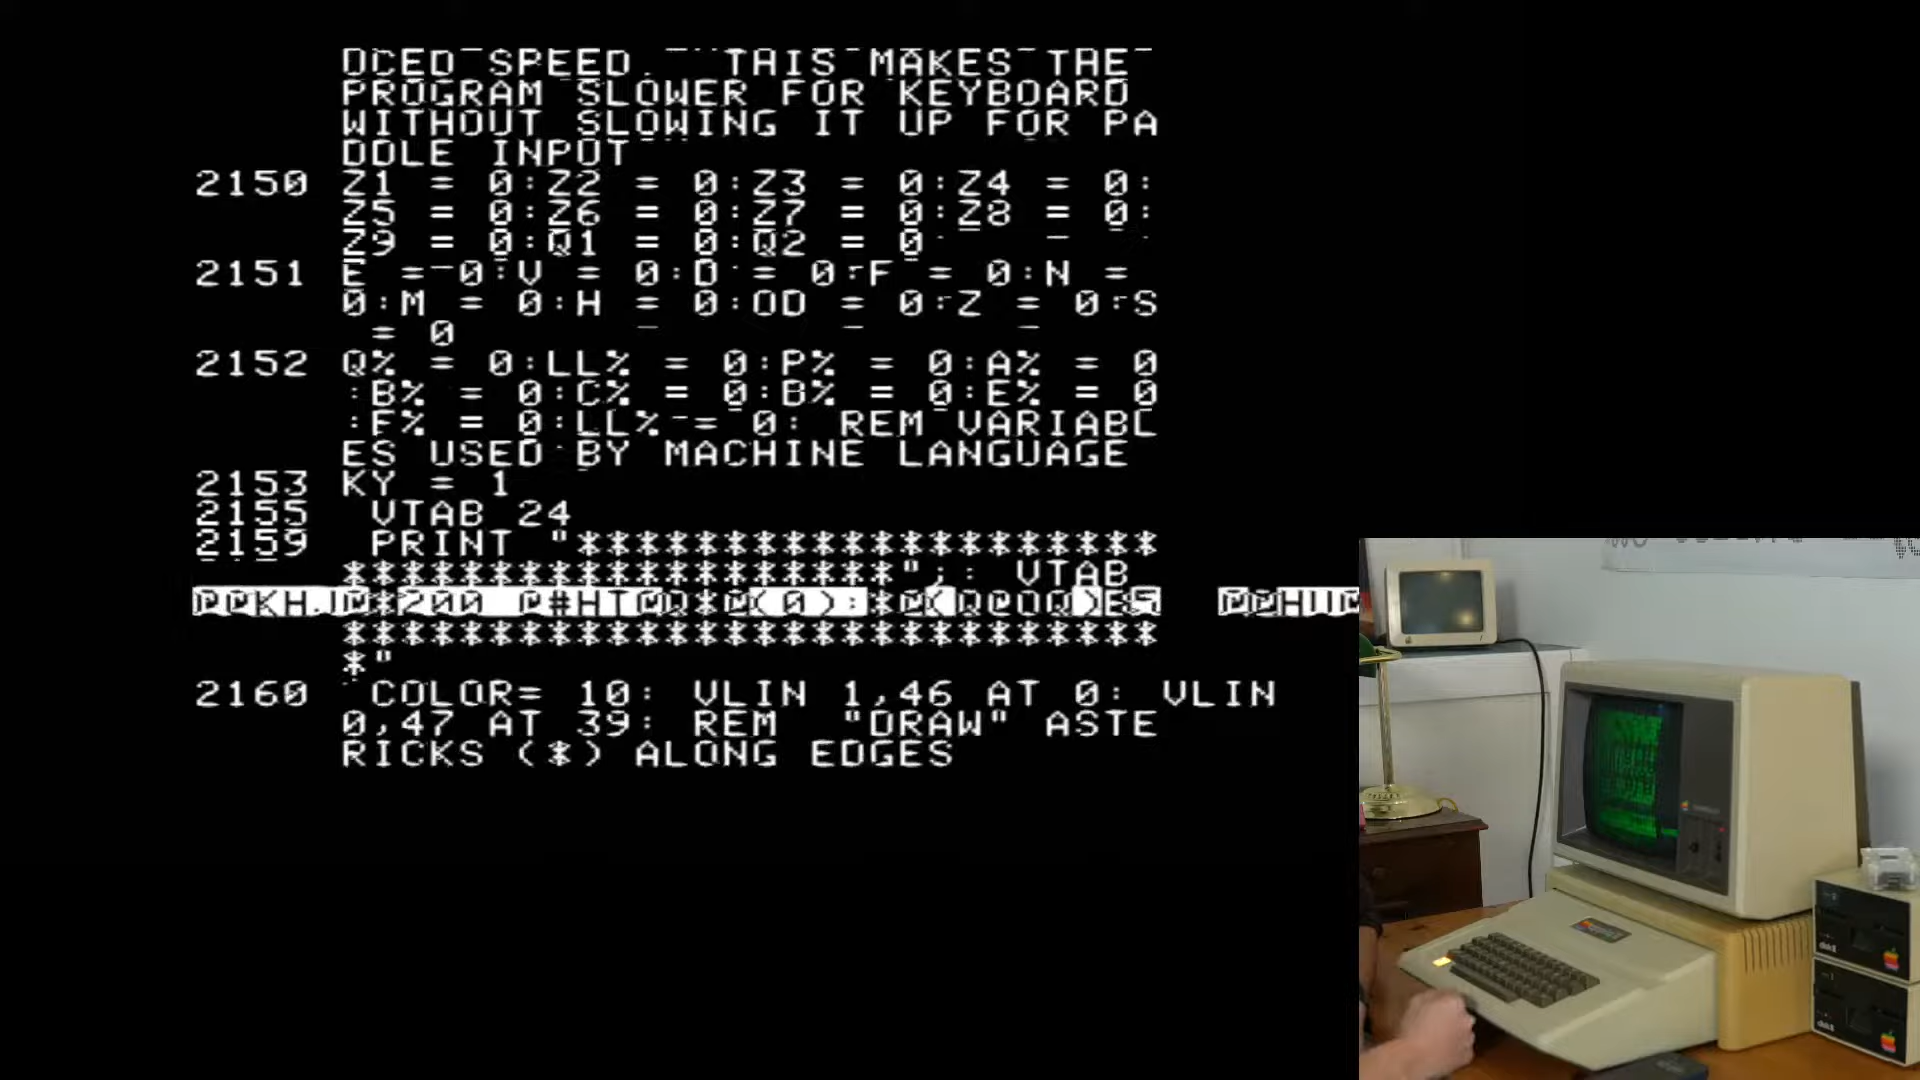 DCED SPEED.  THIS MAKES THE
PROGRAM SLOWER FOR KEYBOARD
WITHOUT SLOWING IT UP FOR PA
DDLE INPUT
2150 Z1 = 0:Z2 = 0:Z3 = 0:Z4 = 0:
Z5 = 0:Z6 = 0:Z7 = 0:Z8 = 0:
Z9 = 0:Q1 = 0:Q2 = 0
2151 E = 0:V = 0:D = 0:F = 0:N =
0:M = 0:H = 0:OD = 0:Z = 0:S
= 0
2152 Q% = 0:LL% = 0:P% = 0:A% = 0
:B% = 0:C% = 0:B% = 0:E% = 0
:F% = 0:LL% = 0: REM VARIABL
ES USED BY MACHINE LANGUAGE
2153 KY = 1
2155 VTAB 24
2159 PRINT "********************
*******************";: VTAB
****************************
*"
2160 COLOR= 10: VLIN 1,46 AT 0: VLIN
0,47 AT 39: REM "DRAW" ASTE
RICKS (*) ALONG EDGES